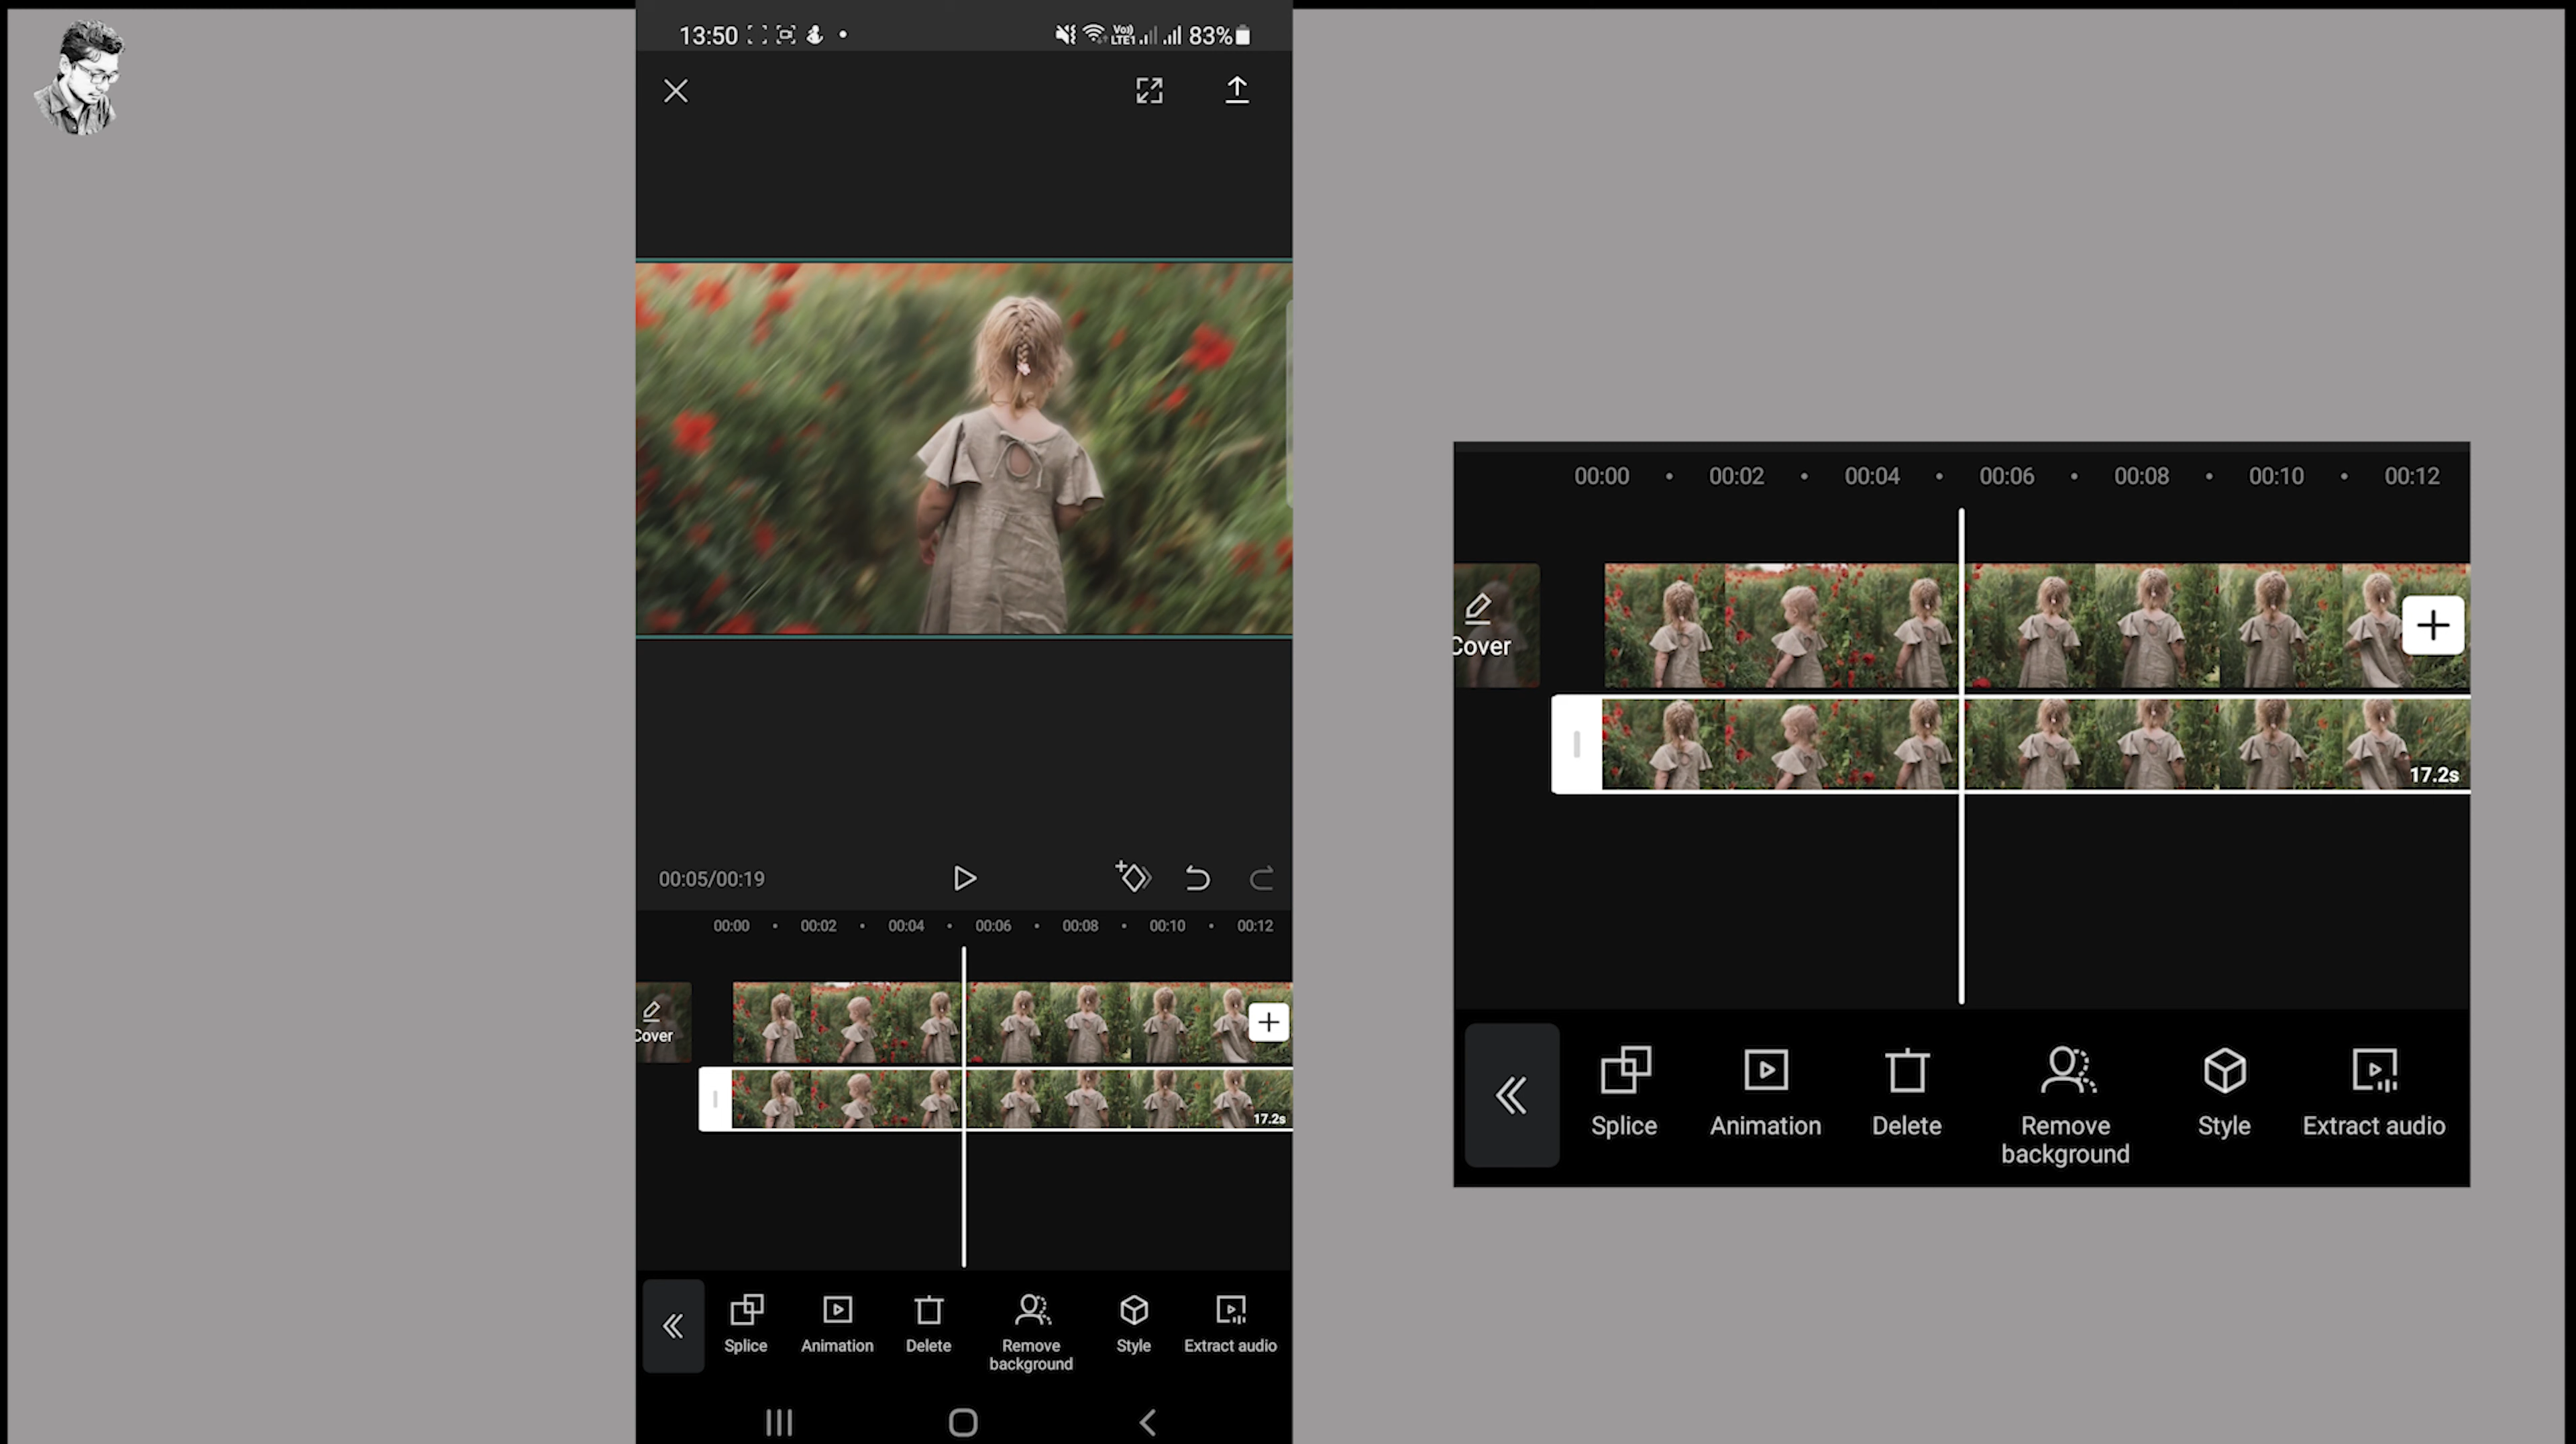 13:50
Vo)) LTE1 83%
00:05/00:19
00:00 00:02 00:04 00:06 00:08 00:10 00:12
Cover
17.2s
Splice Animation Delete Remove background Style Extract audio
00:00 00:02 00:04 00:06 00:08 00:10 00:12
Cover
17.2s
Splice Animation Delete Remove background Style Extract audio